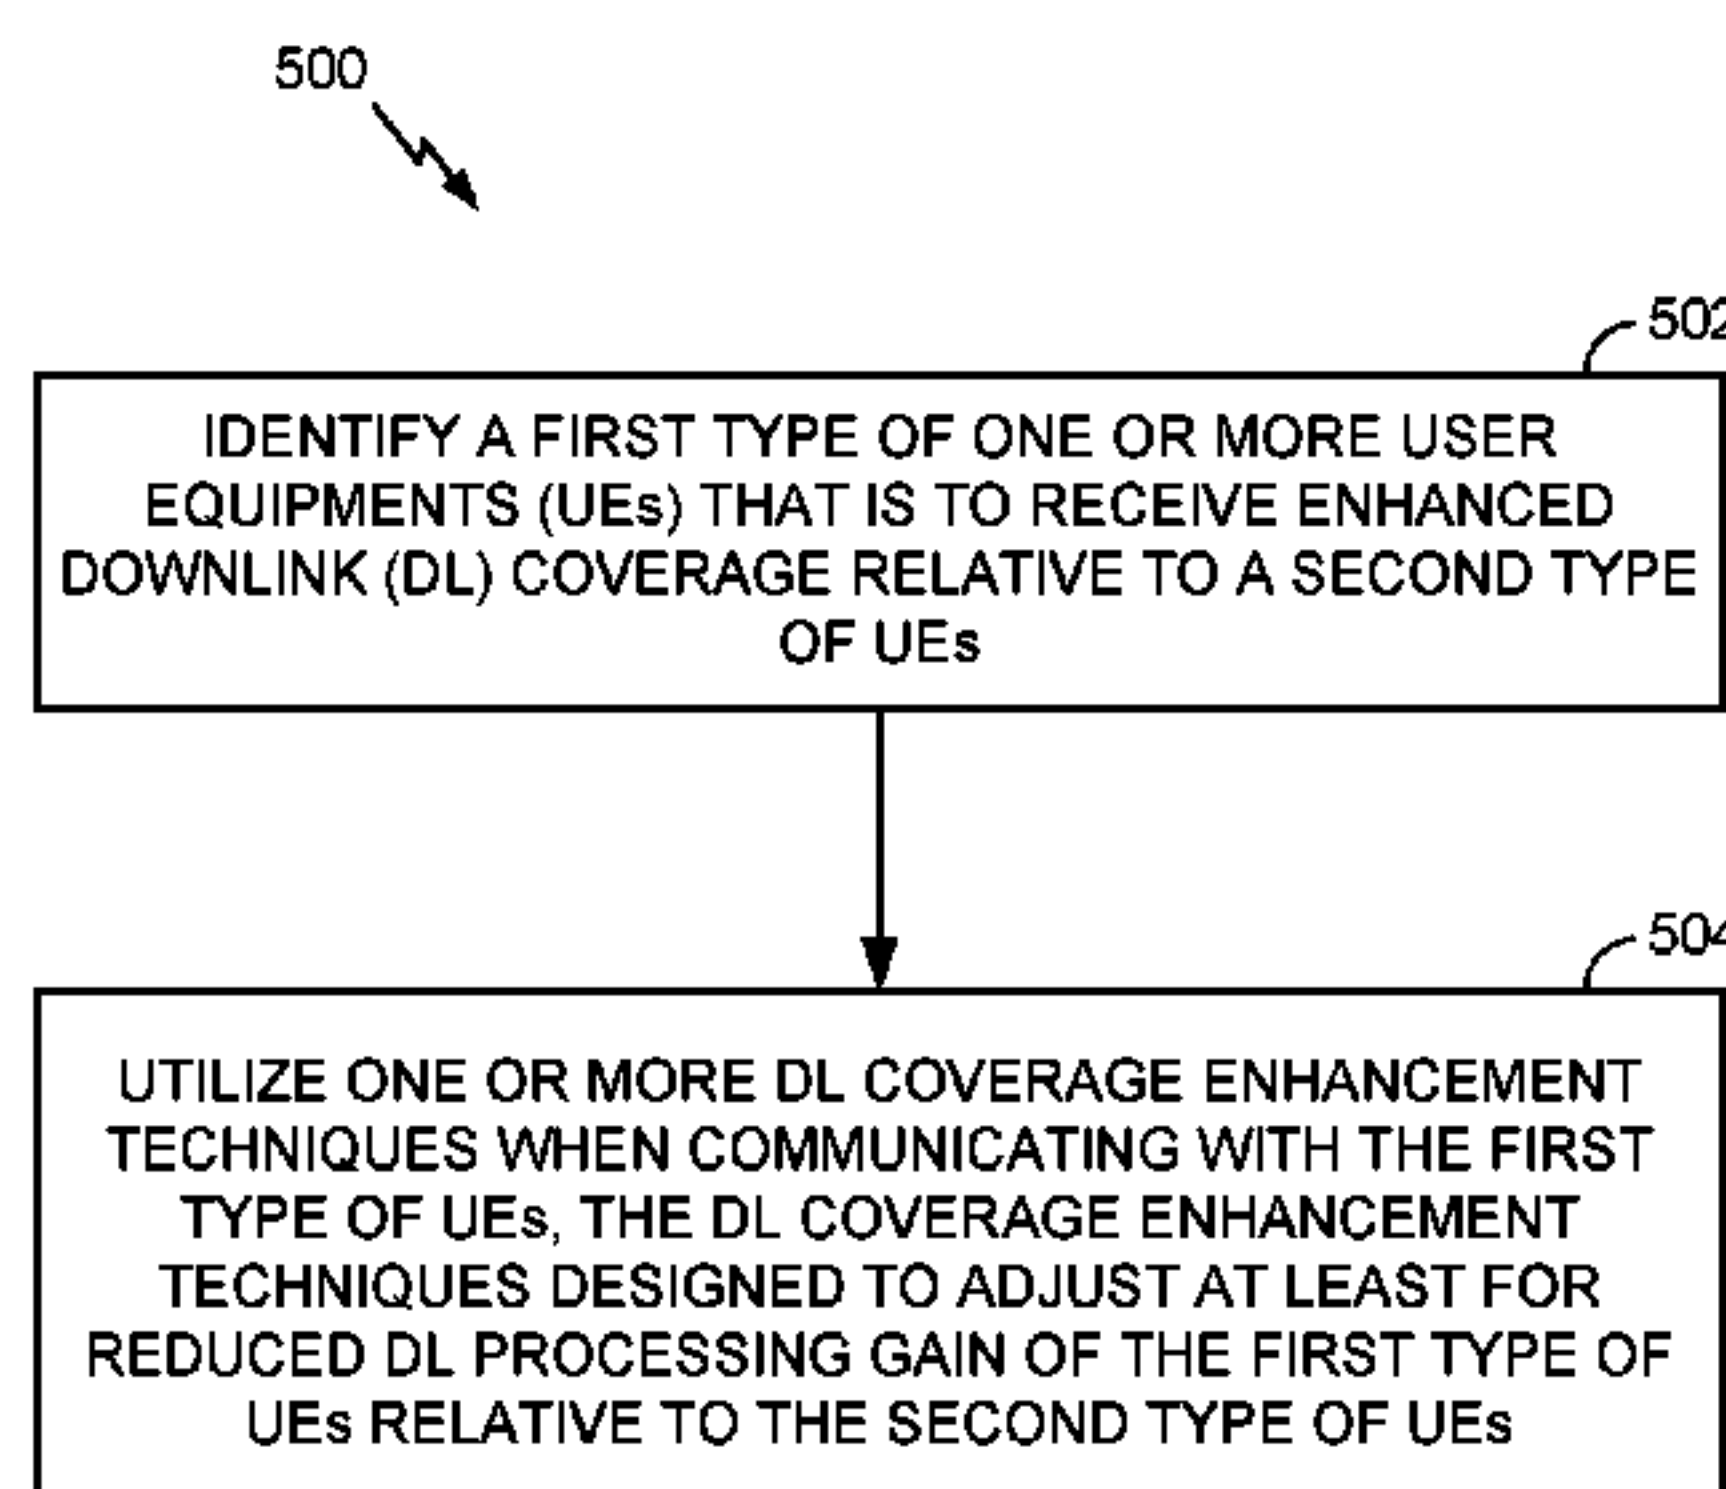 500
502
IDENTIFY A FIRST TYPE OF ONE OR MORE USER
EQUIPMENTS (UEs) THAT IS TO RECEIVE ENHANCED
DOWNLINK (DL) COVERAGE RELATIVE TO A SECOND TYPE
OF UEs
504
UTILIZE ONE OR MORE DL COVERAGE ENHANCEMENT
TECHNIQUES WHEN COMMUNICATING WITH THE FIRST
TYPE OF UEs, THE DL COVERAGE ENHANCEMENT
TECHNIQUES DESIGNED TO ADJUST AT LEAST FOR
REDUCED DL PROCESSING GAIN OF THE FIRST TYPE OF
UEs RELATIVE TO THE SECOND TYPE OF UEs